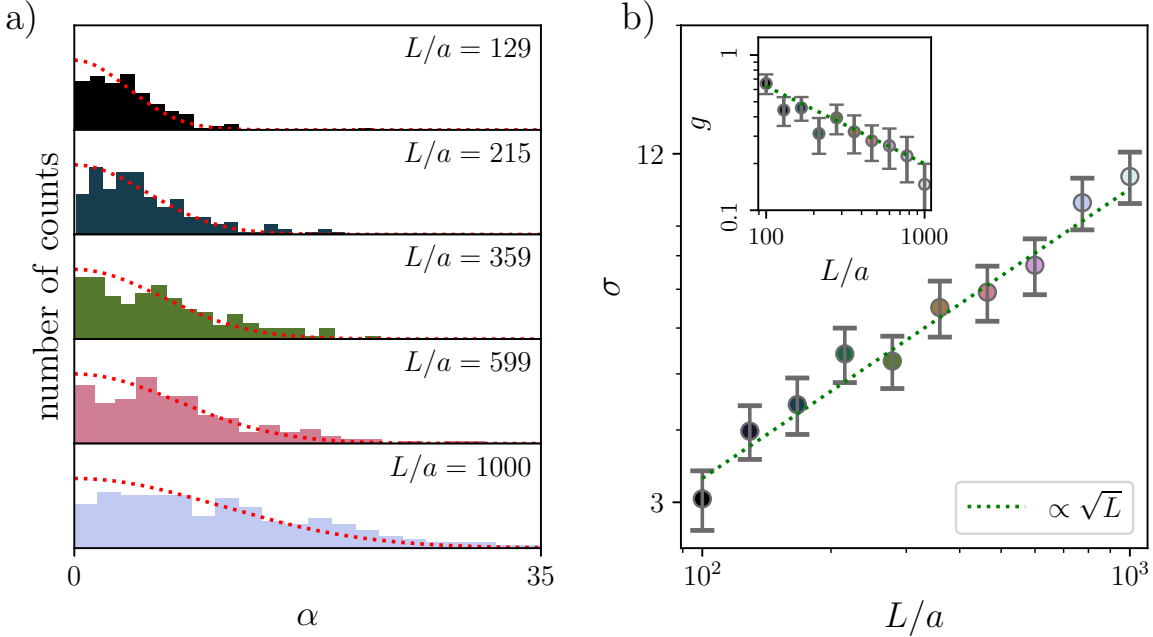 a)
number of counts
L/a = 129
L/a = 215
L/a = 359
L/a = 599
L/a = 1000
0
35
α
b)
σ
12
3
10²
10³
L/a
∝ √L
g
1
0.1
100
1000
L/a